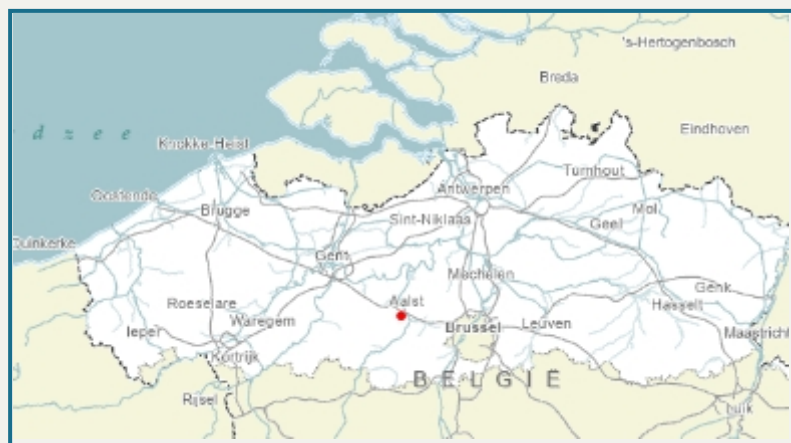 's-Hertogenbosch
Breda
dzee
Eindhoven
Knokke-Heist
Turnhout
Oostende
Antwerpen
Brugge
Mol
Sint-Niklaas
Geel
Duinkerke
Gent
Mechelen
Genk
Roeselare
Aalst
Hasselt
Waregem
Brussel
Leuven
Ieper
Maastricht
Kortrijk
BELGIË
Rijsel
Luik